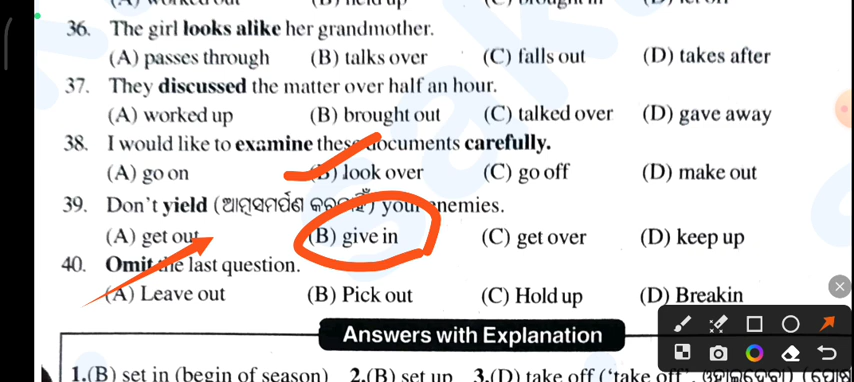 36. The girl looks alike her grandmother.
(A) passes through (B) talks over (C) falls out (D) takes after
37. They discussed the matter over half an hour.
(A) worked up (B) brought out (C) talked over (D) gave away
38. I would like to examine these documents carefully.
(A) go on (B) look over (C) go off (D) make out
39. Don't yield (ଆତ୍ମସମର୍ପଣ your enemies.
(A) get out (B) give in (C) get over (D) keep up
40. Omit the last question.
(A) Leave out (B) Pick out (C) Hold up (D) Breakin
Answers with Explanation
1.(B) set in (begin of season) 2.(B) set up 3.(D) take off ('take off',